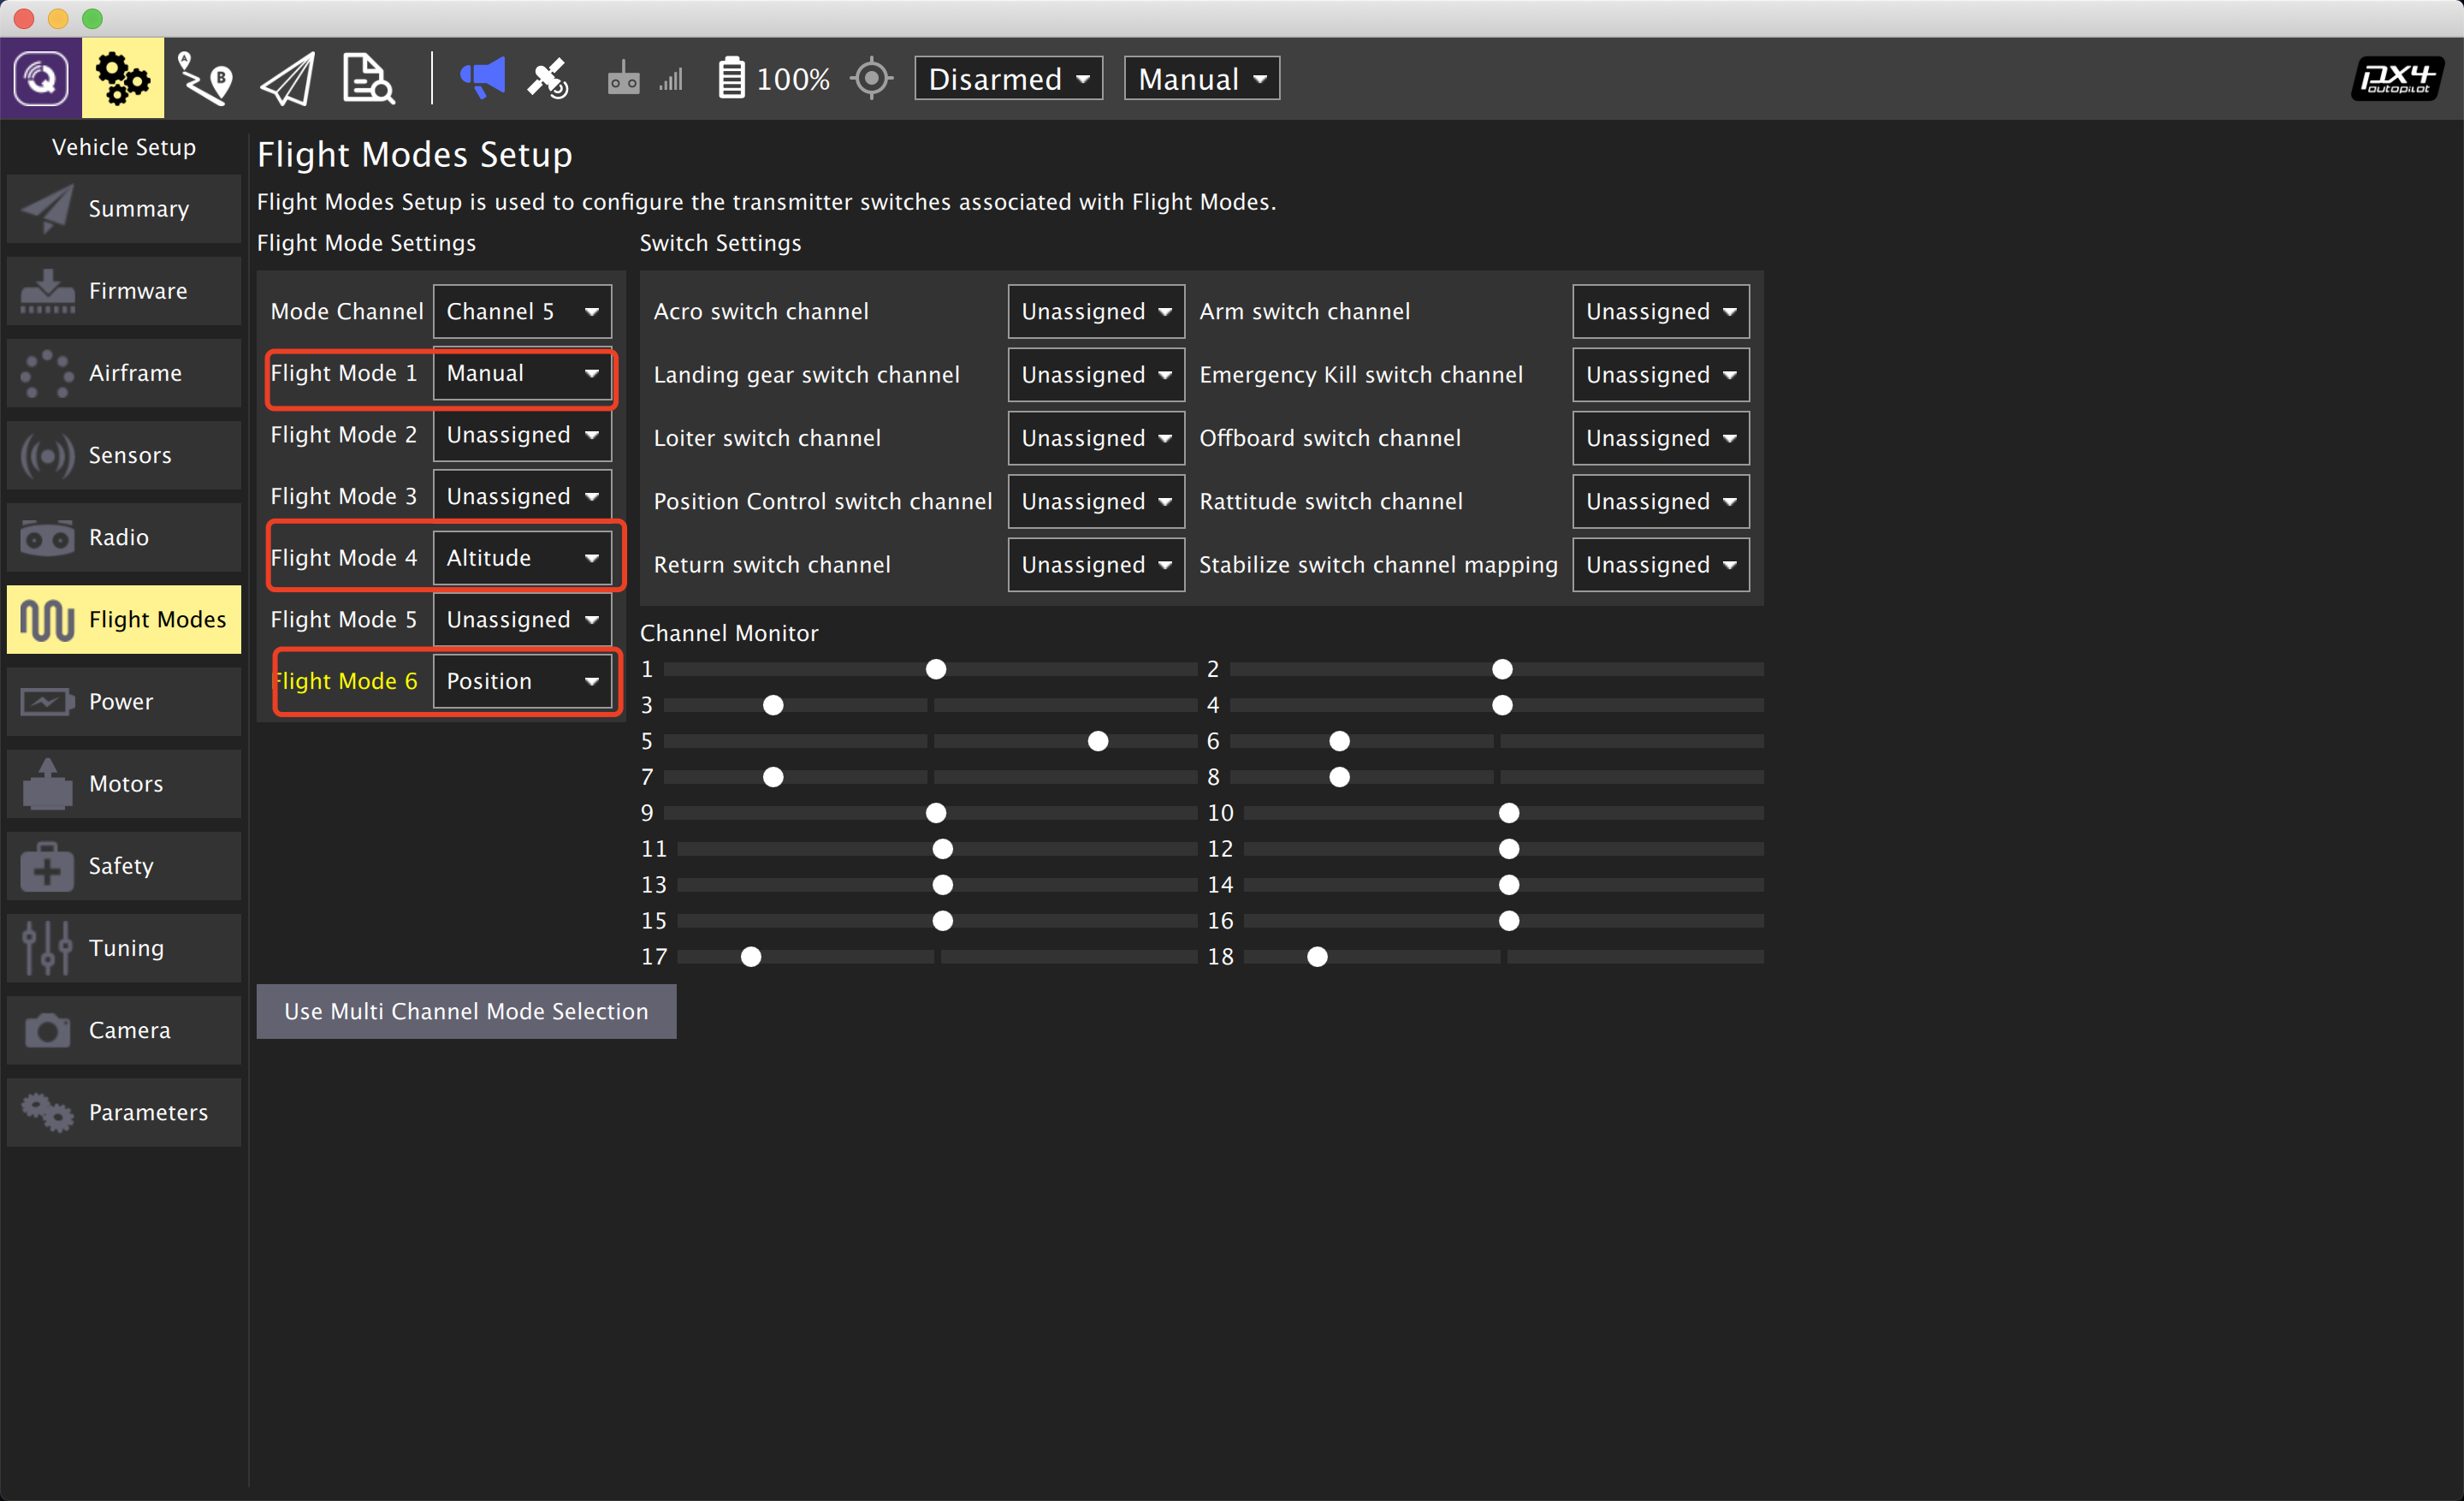 100%
Disarmed
Manual
px4
autopilot
Vehicle Setup
Summary
Firmware
Airframe
Sensors
Radio
Flight Modes
Power
Motors
Safety
Tuning
Camera
Parameters
Flight Modes Setup
Flight Modes Setup is used to configure the transmitter switches associated with Flight Modes.
Flight Mode Settings
Mode Channel Channel 5
Flight Mode 1 Manual
Flight Mode 2 Unassigned
Flight Mode 3 Unassigned
Flight Mode 4 Altitude
Flight Mode 5 Unassigned
Flight Mode 6 Position
Switch Settings
Acro switch channel Unassigned Arm switch channel Unassigned
Landing gear switch channel Unassigned Emergency Kill switch channel Unassigned
Loiter switch channel Unassigned Offboard switch channel Unassigned
Position Control switch channel Unassigned Rattitude switch channel Unassigned
Return switch channel Unassigned Stabilize switch channel mapping Unassigned
Channel Monitor
1 2
3 4
5 6
7 8
9 10
11 12
13 14
15 16
17 18
Use Multi Channel Mode Selection